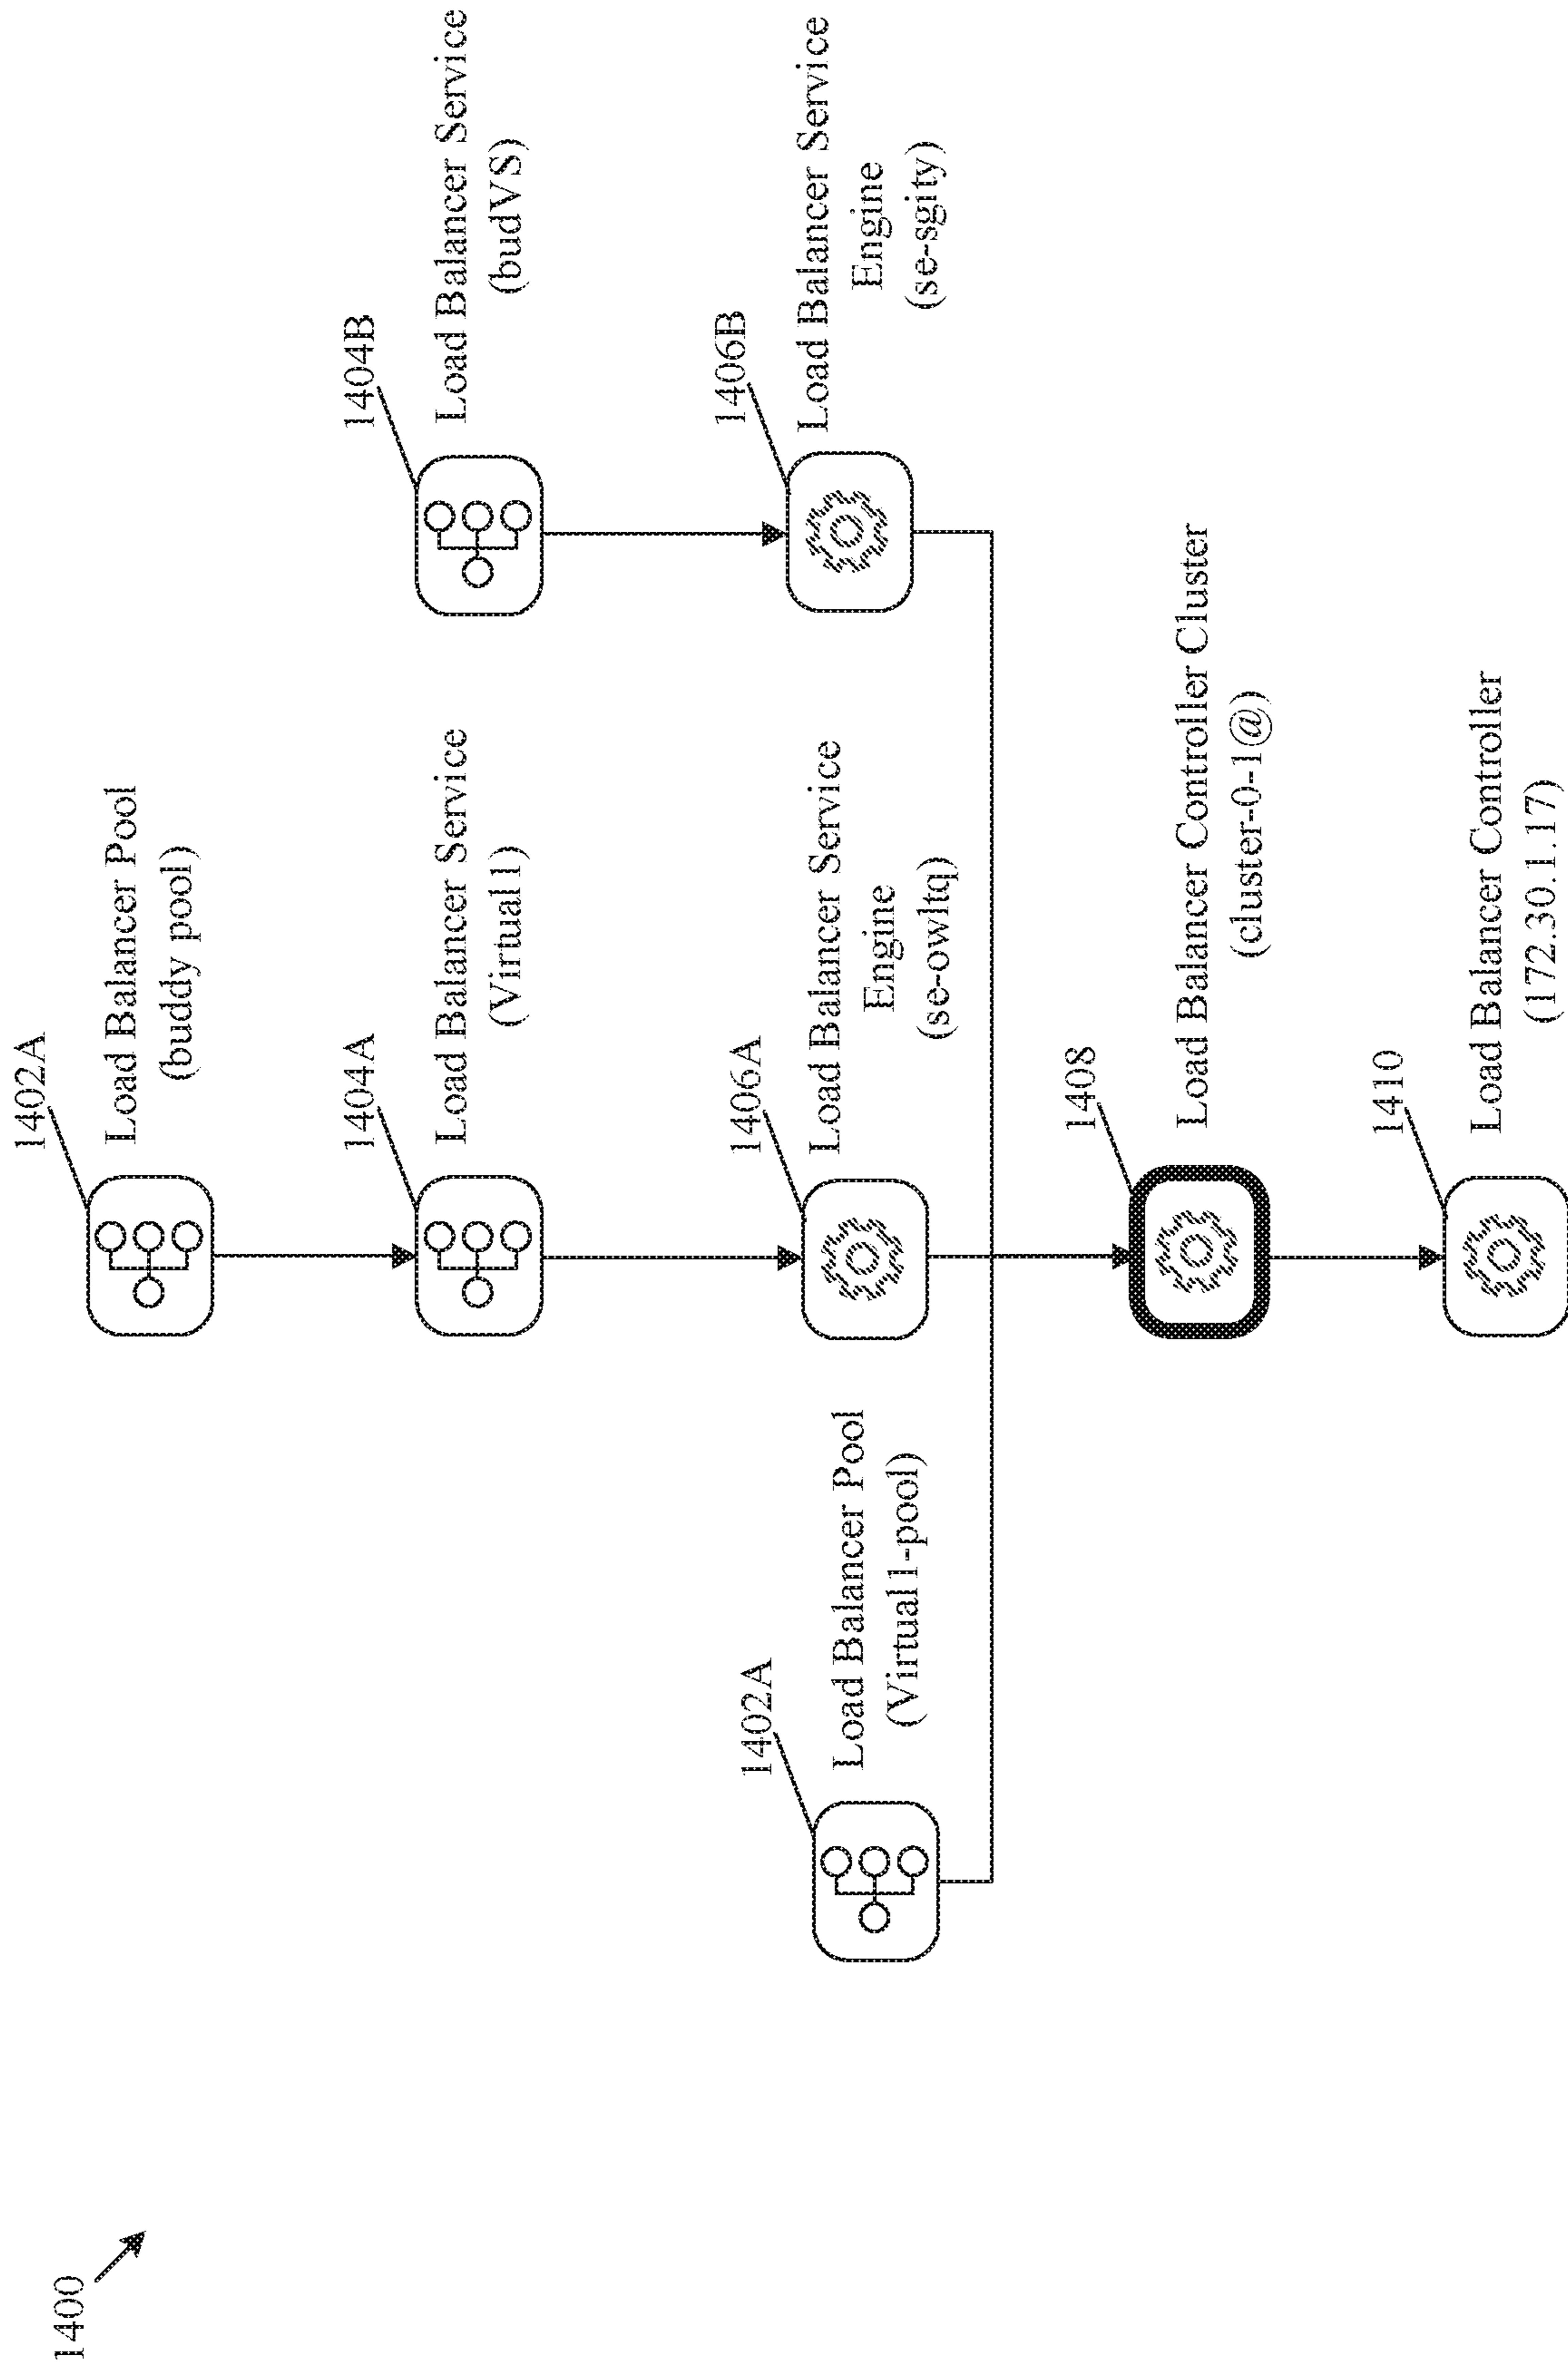 1400
1402A
Load Balancer Pool
(buddy pool)
1404A
Load Balancer Service
(Virtual1)
1404B
Load Balancer Service
(budVS)
1402A
Load Balancer Pool
(Virtual1-pool)
1406A
Load Balancer Service
Engine
(se-owltq)
1406B
Load Balancer Service
Engine
(se-sgity)
1408
Load Balancer Controller Cluster
(cluster-0-1@)
1410
Load Balancer Controller
(172.30.1.17)